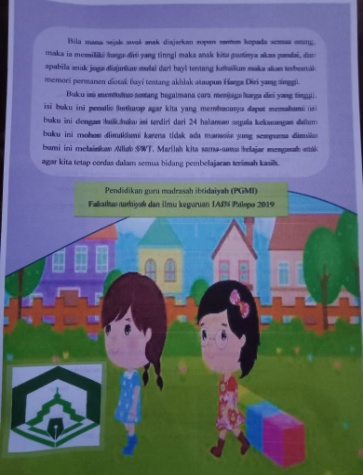 Bila mana sejak awal anak diajarkan sopan santun kepada semua orang,
maka ia memiliki harga diri yang tinngi maka anak kita pastinya akan pandai, dan
apabila anak juga diajarkan mulai dari bayi tentang kebaikan maka akan terbentuk
memori permanen diotak bayi tentang akhlak ataupun Harga Diri yang tinggi.
Buku ini membahas tentang bagaimana cara menjaga harga diri yang tinggi,
isi buku ini penulis berharap agar kita yang membacanya dapat memahami isi
buku ini dengan baik.buku ini terdiri dari 24 halaman segala kekurangan dalam
buku ini mohon dimaklumi karena tidak ada manusia yang sempurna dimuka
bumi ini melainkan Allah SWT. Marilah kita sama-sama belajar mengasah otak
agar kita tetap cerdas dalam semua bidang pembelajaran terimah kasih.
Pendidikan guru madrasah ibtidaiyah (PGMI)
Fakultas tarbiyah dan ilmu keguruan IAIN Palopo 2019